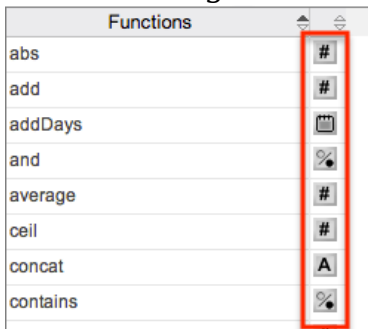 Functions
abs #
add #
addDays
and
average #
ceil #
concat A
contains